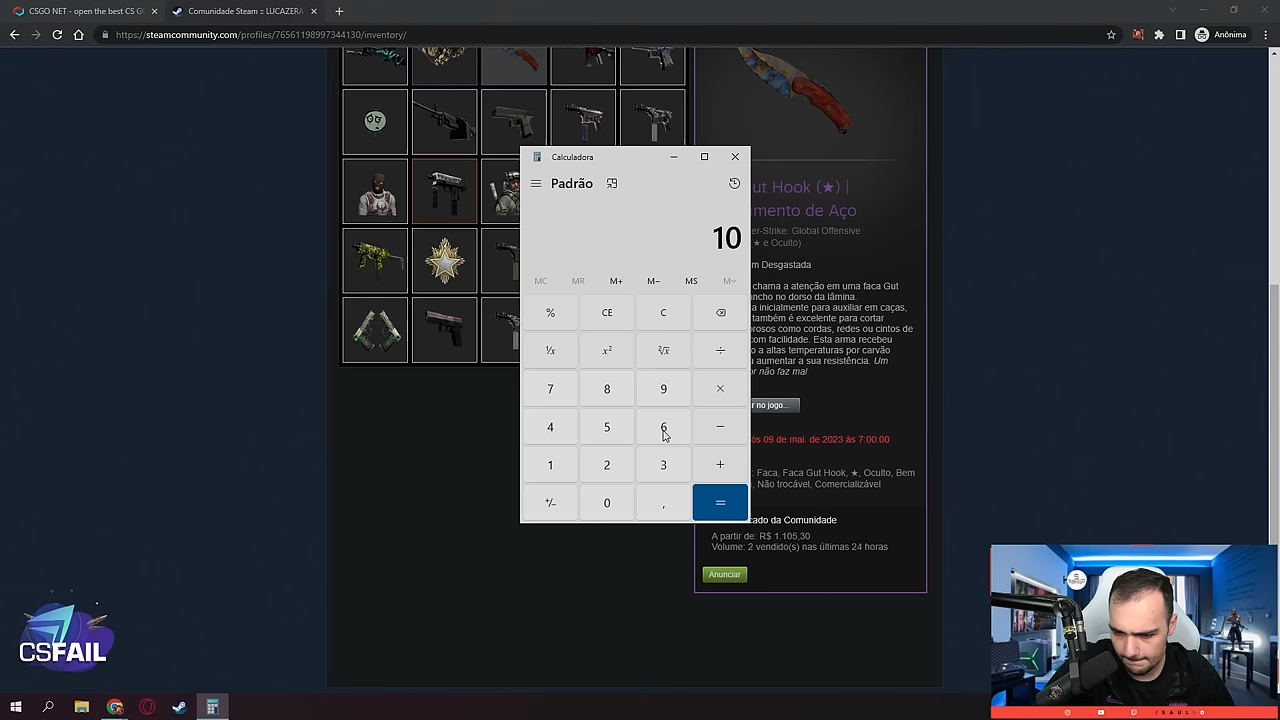 CSGO NET - open the best CS G
Comunidade Steam :: LUCAZERA
https://steamcommunity.com/profiles/76561198997344130/inventory/
Anônima
Calculadora
Padrão
10
MC MR M+ M− MS M
% CE C
¹/x x² ²√x ÷
7 8 9 ×
4 5 6 −
1 2 3 +
+/− 0 , =
ut Hook (★) |
mento de Aço
er-Strike: Global Offensive
★ e Oculto)
m Desgastada
chama a atenção em uma faca Gut
ancho no dorso da lâmina.
a inicialmente para auxiliar em caças,
também é excelente para cortar
rosos como cordas, redes ou cintos de
com facilidade. Esta arma recebeu
o a altas temperaturas por carvão
a aumentar a sua resistência. Um
or não faz mal
r no jogo...
ós 09 de mai. de 2023 às 7:00:00
: Faca, Faca Gut Hook, ★, Oculto, Bem
, Não trocável, Comercializável
cado da Comunidade
A partir de: R$ 1.105,30
Volume: 2 vendido(s) nas últimas 24 horas
Anunciar
CSFAIL